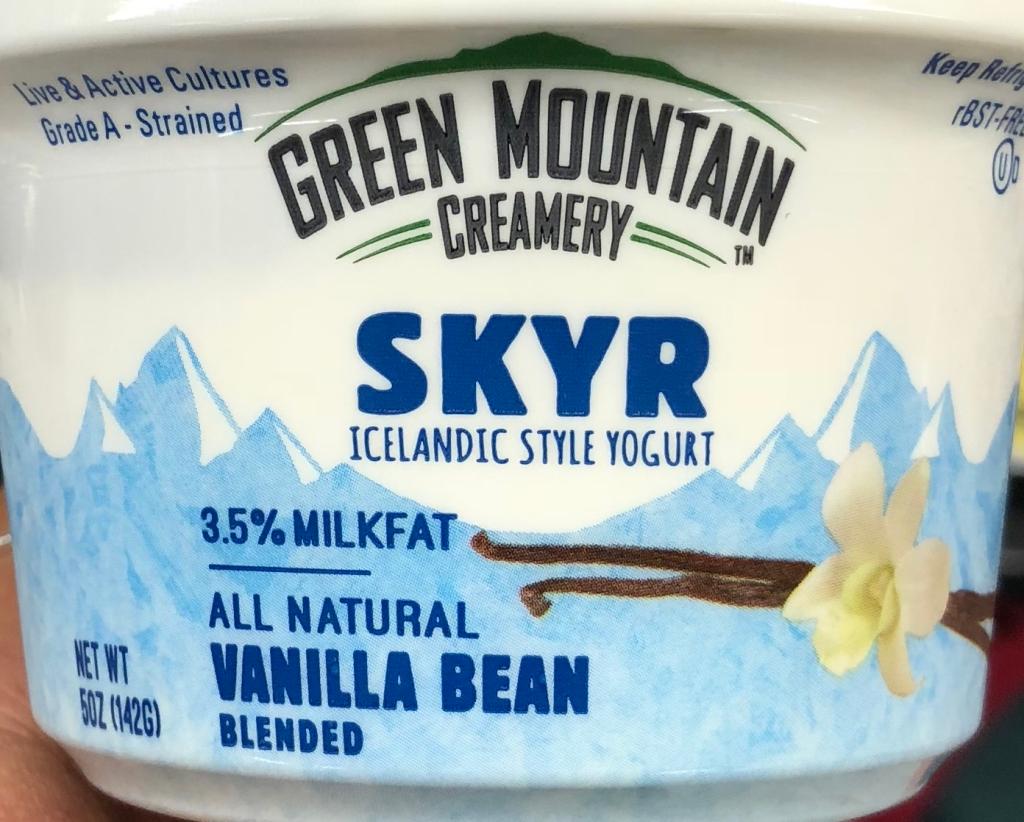 Live & Active Cultures
Grade A - Strained
Keep
rBST-FREE
U D
GREEN MOUNTAIN
CREAMERY
TM
SKYR
ICELANDIC STYLE YOGURT
3.5% MILKFAT
ALL NATURAL
VANILLA BEAN
BLENDED
NET WT
5OZ (142G)